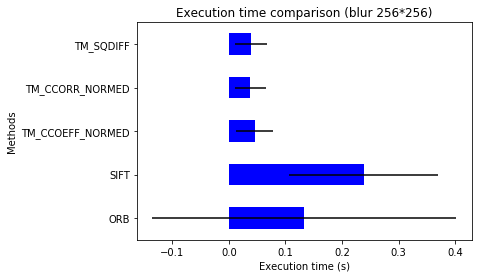 Execution time comparison (blur 256*256)
TM_SQDIFF
TM_CCORR_NORMED
TM_CCOEFF_NORMED
SIFT
ORB
Methods
−0.1 0.0 0.1 0.2 0.3 0.4
Execution time (s)